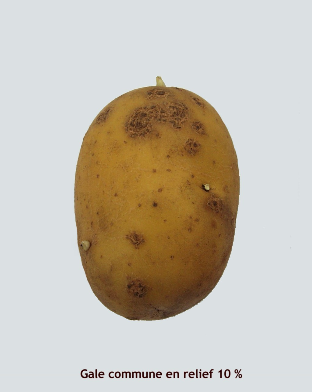 Gale commune en relief 10 %